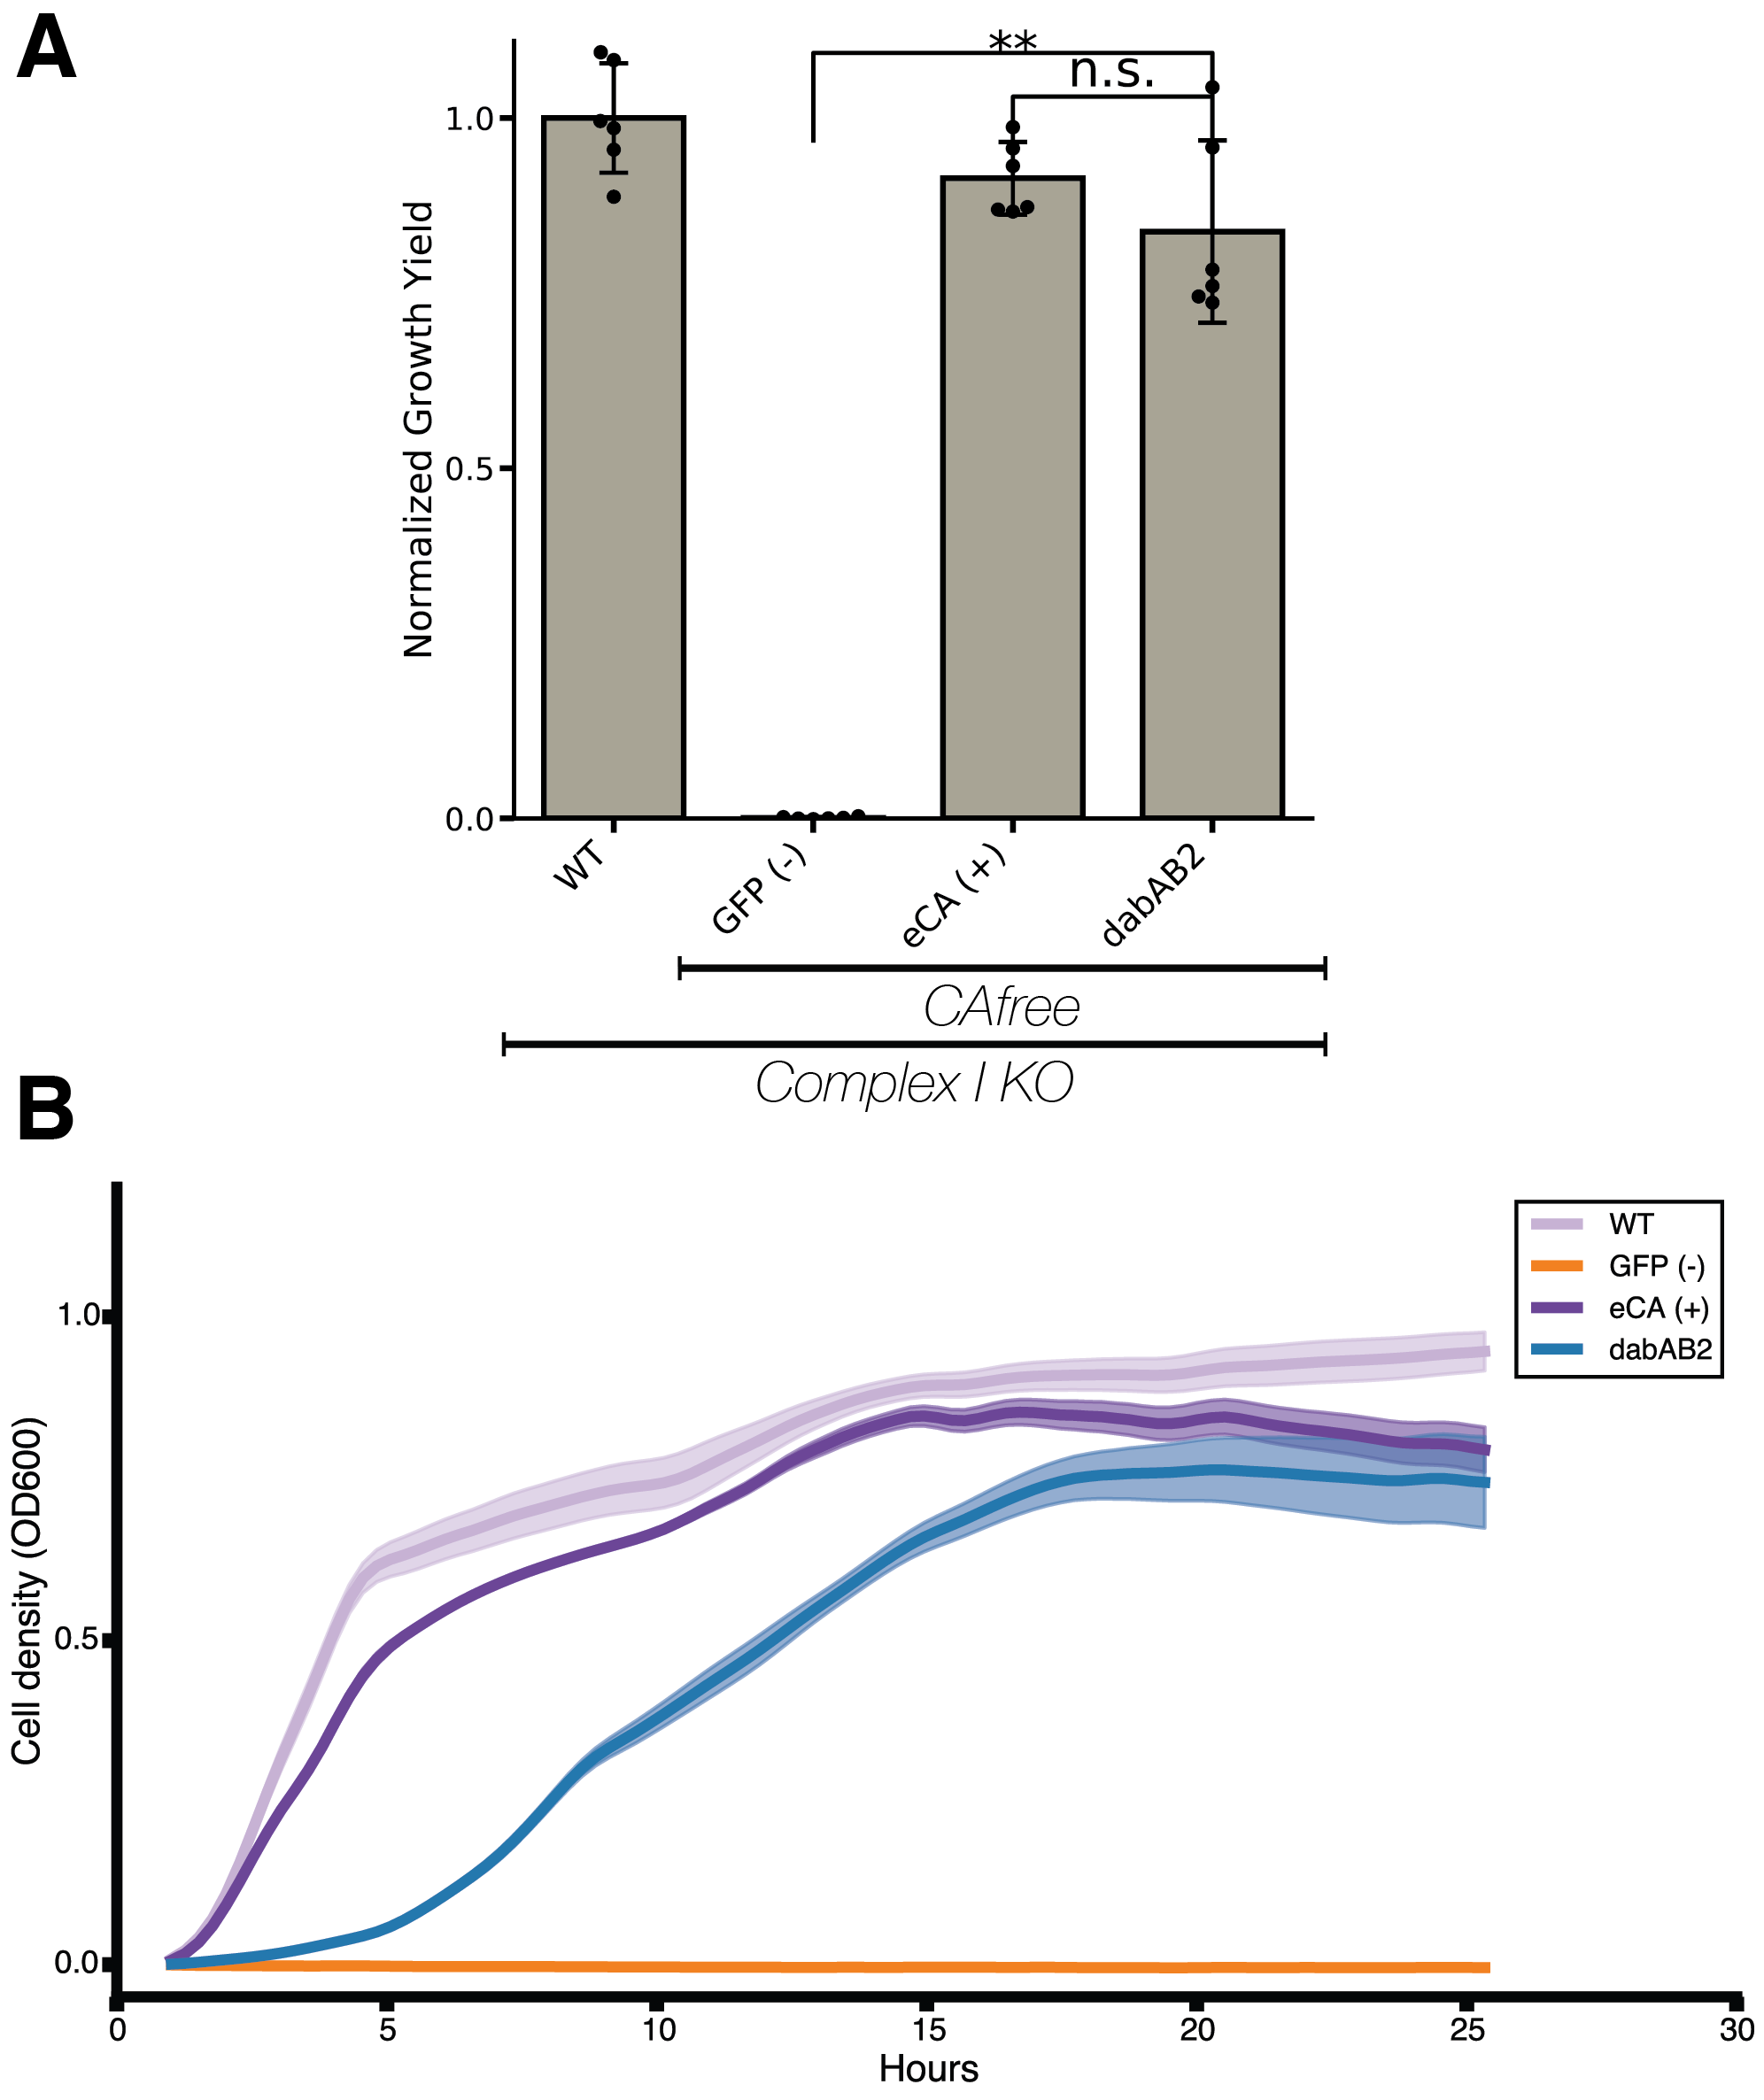 A
**
n.s.
1.0
0.5
0.0
Normalized Growth Yield
WT
GFP (-)
eCA (+)
dabAB2
CAfree
Complex I KO
B
WT
GFP (-)
eCA (+)
dabAB2
1.0
0.5
0.0
Cell density (OD600)
0 5 10 15 20 25 30
Hours